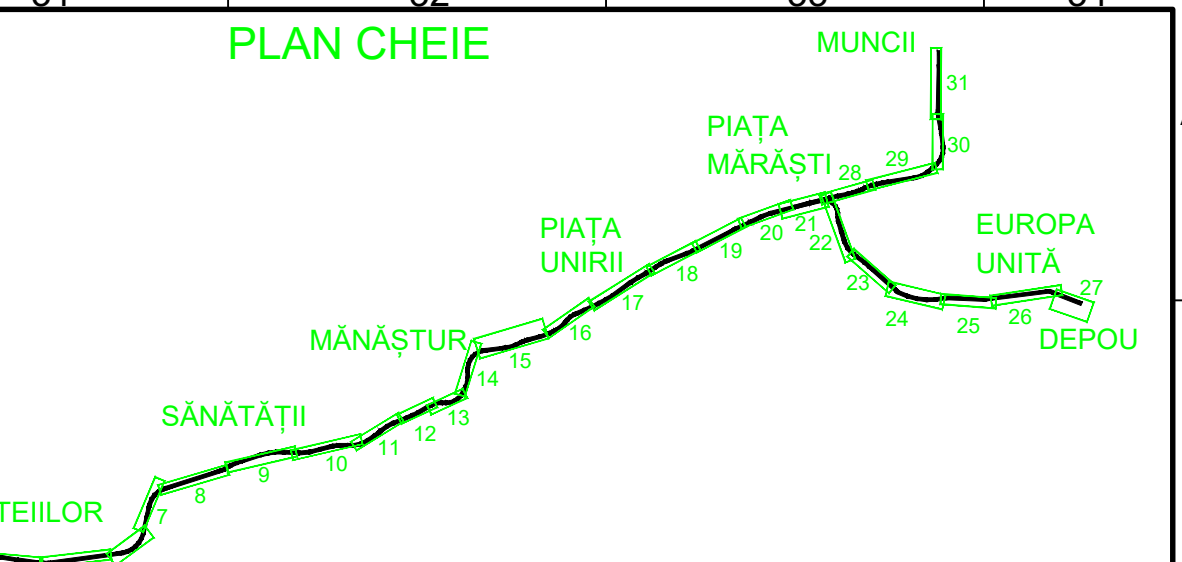 PLAN CHEIE
MUNCII
31
30
29
28
PIAȚA
MĂRĂȘTI
22
21
20
19
18
17
16
15
14
13
12
11
10
9
8
7
23
24
25
26
27
PIAȚA
UNIRII
EUROPA
UNITĂ
DEPOU
MĂNĂȘTUR
SĂNĂTĂȚII
TEIILOR